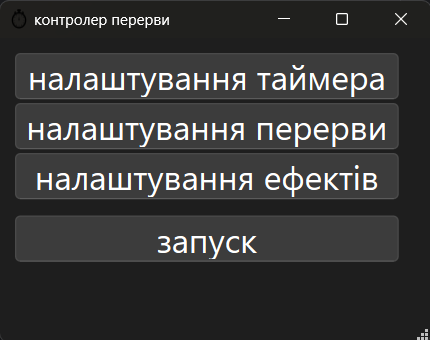 контролер перерви
налаштування таймера
налаштування перерви
налаштування ефектів
запуск